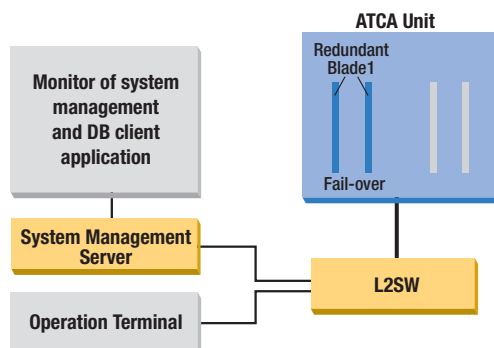 ATCA Unit
Redundant
Blade1
Fail-over
Monitor of system
management
and DB client
application
System Management
Server
L2SW
Operation Terminal